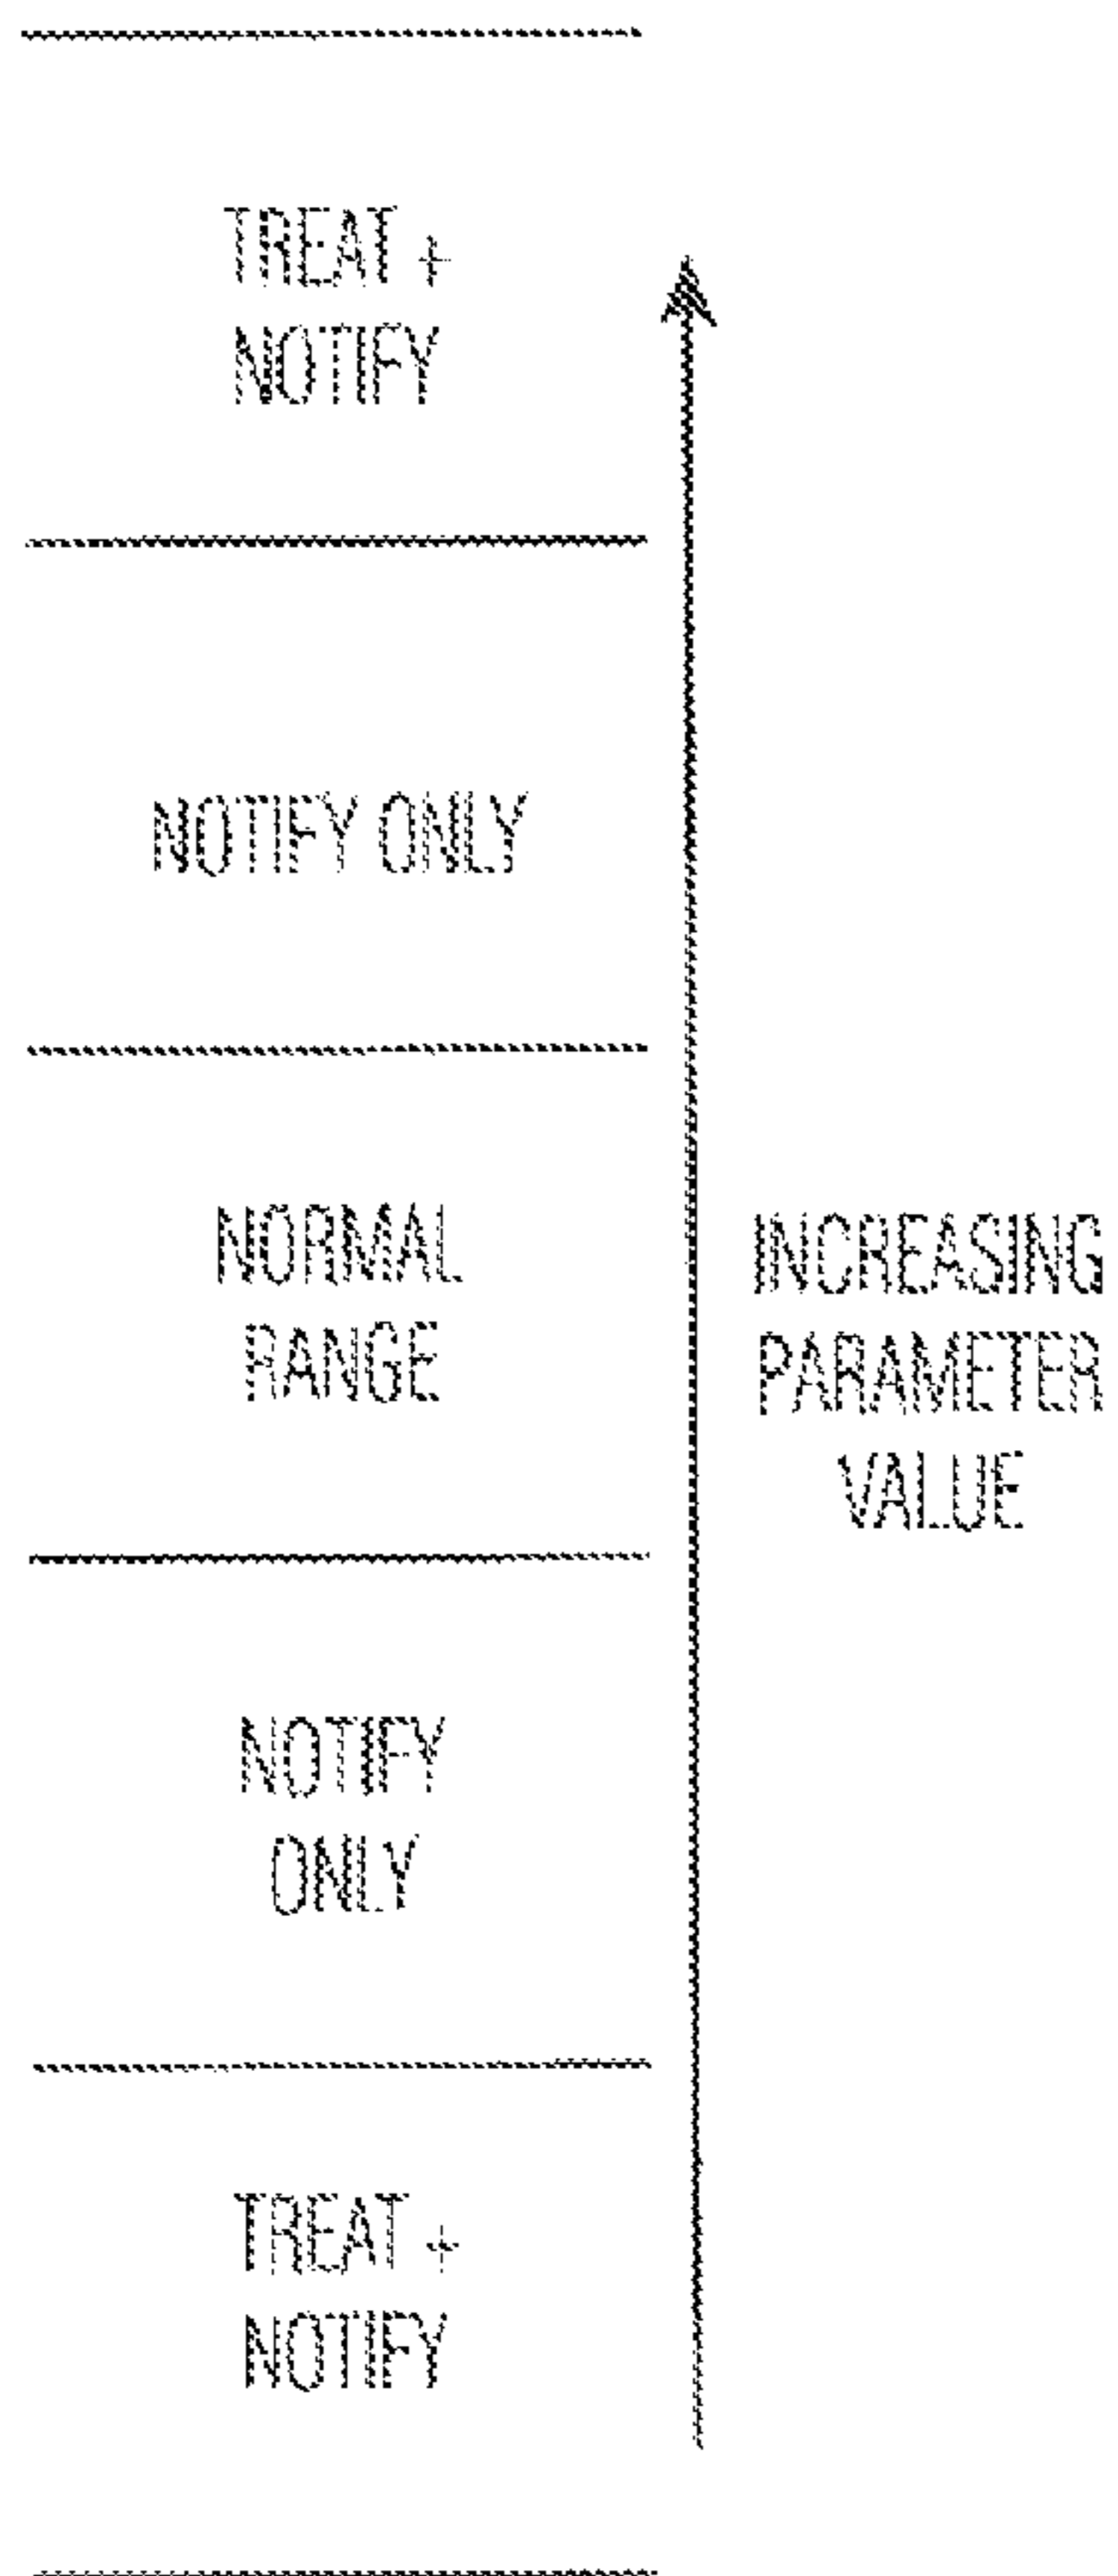 TREAT +
NOTIFY
NOTIFY ONLY
NORMAL
RANGE
INCREASING
PARAMETER
VALUE
NOTIFY
ONLY
TREAT +
NOTIFY